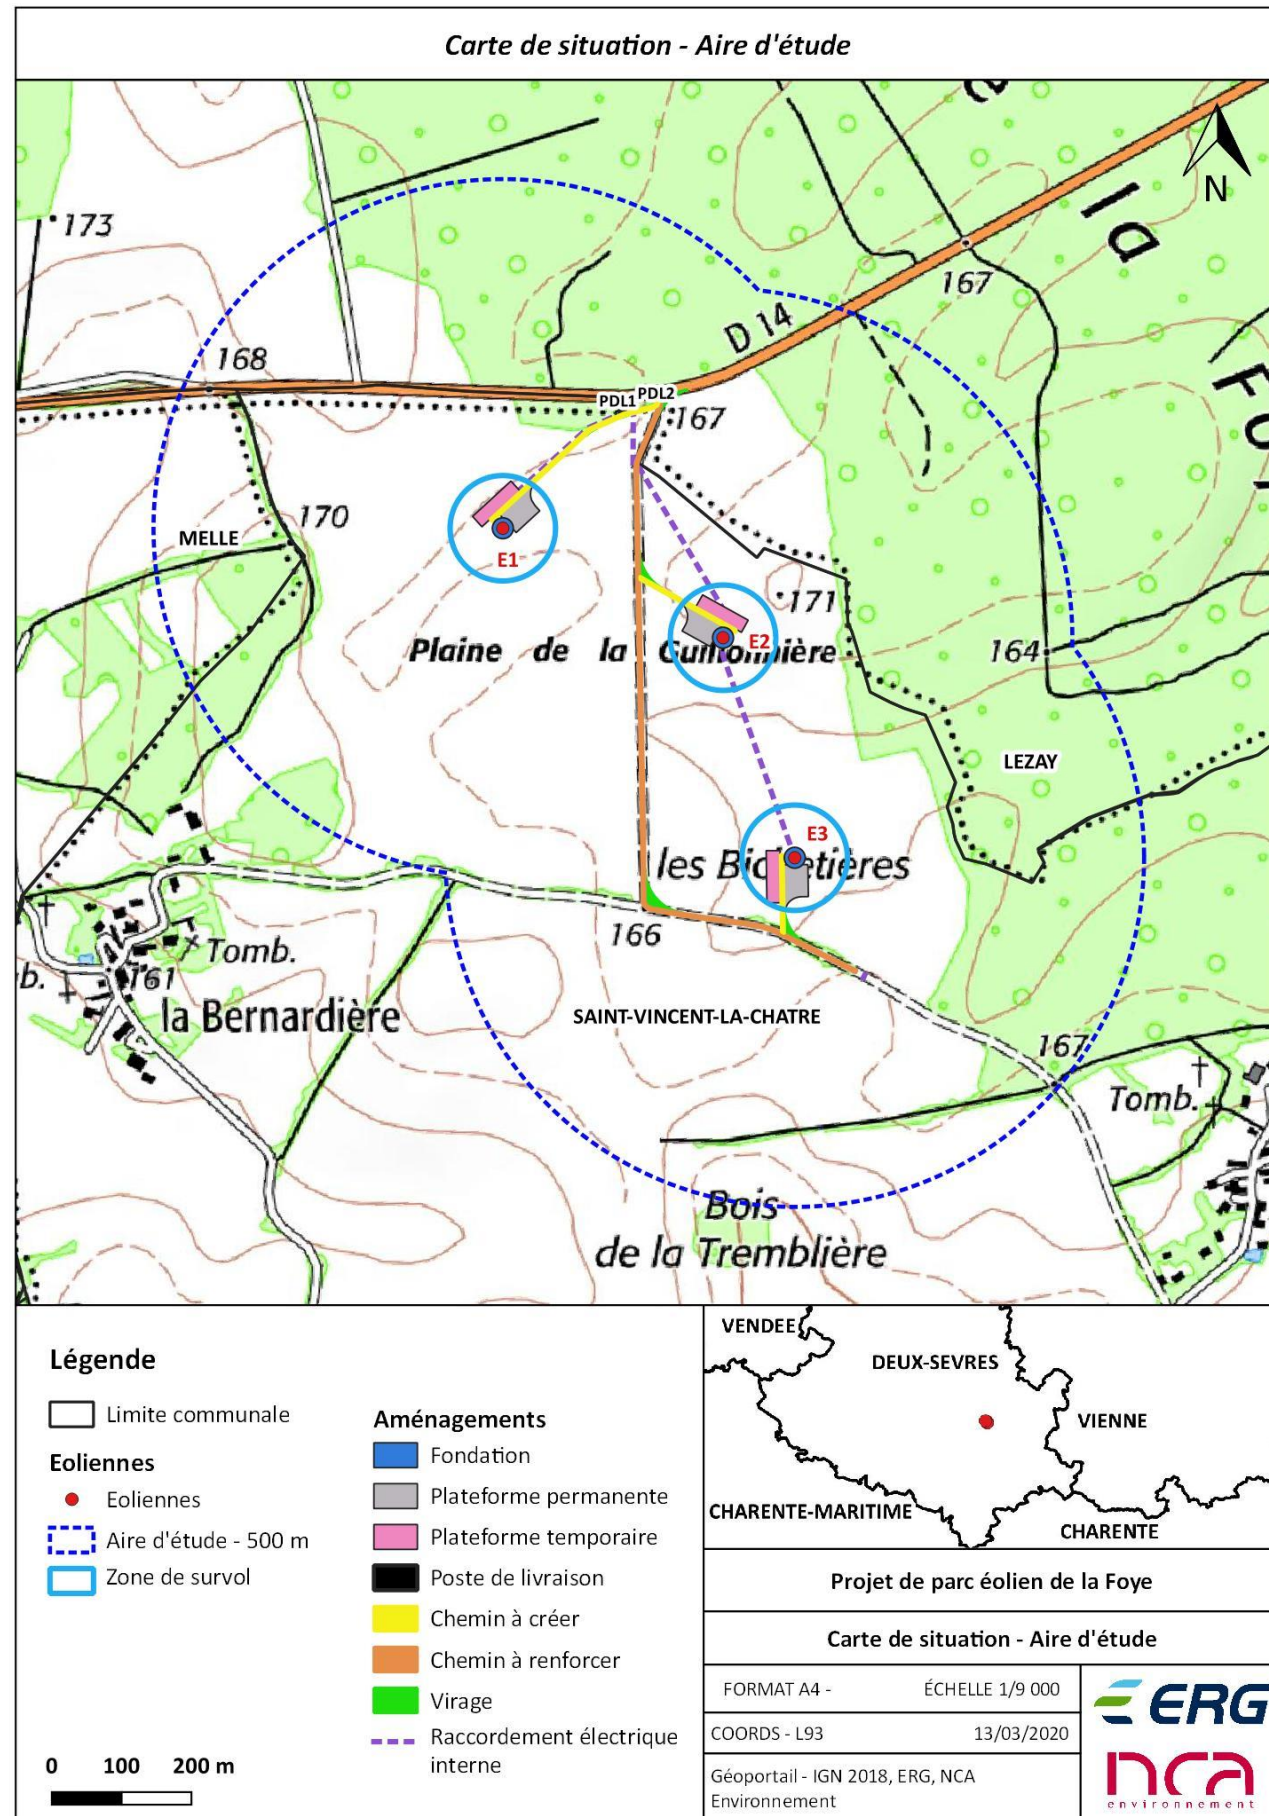 Carte de situation - Aire d'étude
173
la
Fo
167
168
D 14
PDL1
PDL2
167
170
MELLE
E1
171
E2
Plaine de la Guillonnière
164
LEZAY
E3
les Bio
tières
166
Tomb.
b.
161
la Bernardière
SAINT-VINCENT-LA-CHATRE
167
Tomb.
Bois
de la Tremblière
N
Légende
Limite communale
Eoliennes
Eoliennes
Aire d'étude - 500 m
Zone de survol
0 100 200 m
Aménagements
Fondation
Plateforme permanente
Plateforme temporaire
Poste de livraison
Chemin à créer
Chemin à renforcer
Virage
Raccordement électrique
interne
VENDEE
DEUX-SEVRES
VIENNE
CHARENTE-MARITIME
CHARENTE
Projet de parc éolien de la Foye
Carte de situation - Aire d'étude
FORMAT A4 - ÉCHELLE 1/9 000
COORDS - L93 13/03/2020
Géoportail - IGN 2018, ERG, NCA
Environnement
ERG
nca
environnement